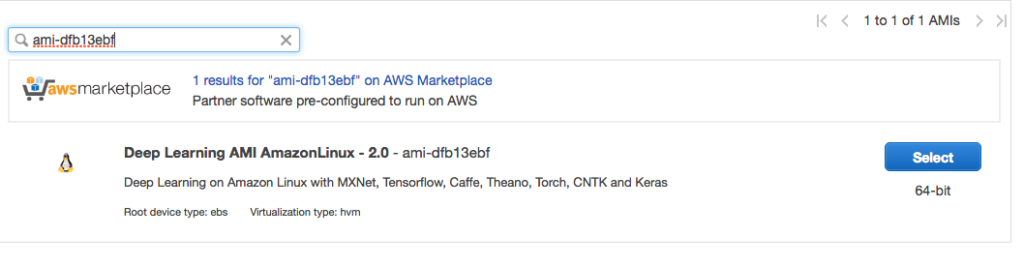 1 to 1 of 1 AMIs
ami-dfb13ebf
awsmarketplace
1 results for "ami-dfb13ebf" on AWS Marketplace
Partner software pre-configured to run on AWS
Deep Learning AMI AmazonLinux - 2.0 - ami-dfb13ebf
Select
Deep Learning on Amazon Linux with MXNet, Tensorflow, Caffe, Theano, Torch, CNTK and Keras
64-bit
Root device type: ebs Virtualization type: hvm